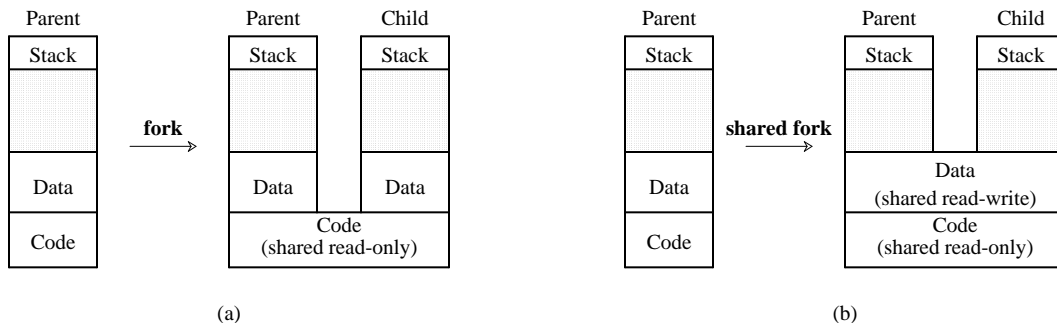 Parent
Stack
Data
Code
fork
Parent
Child
Stack
Stack
Data
Data
Code
(shared read-only)
(a)
Parent
Stack
Data
Code
shared fork
Parent
Child
Stack
Stack
Data
(shared read-write)
Code
(shared read-only)
(b)